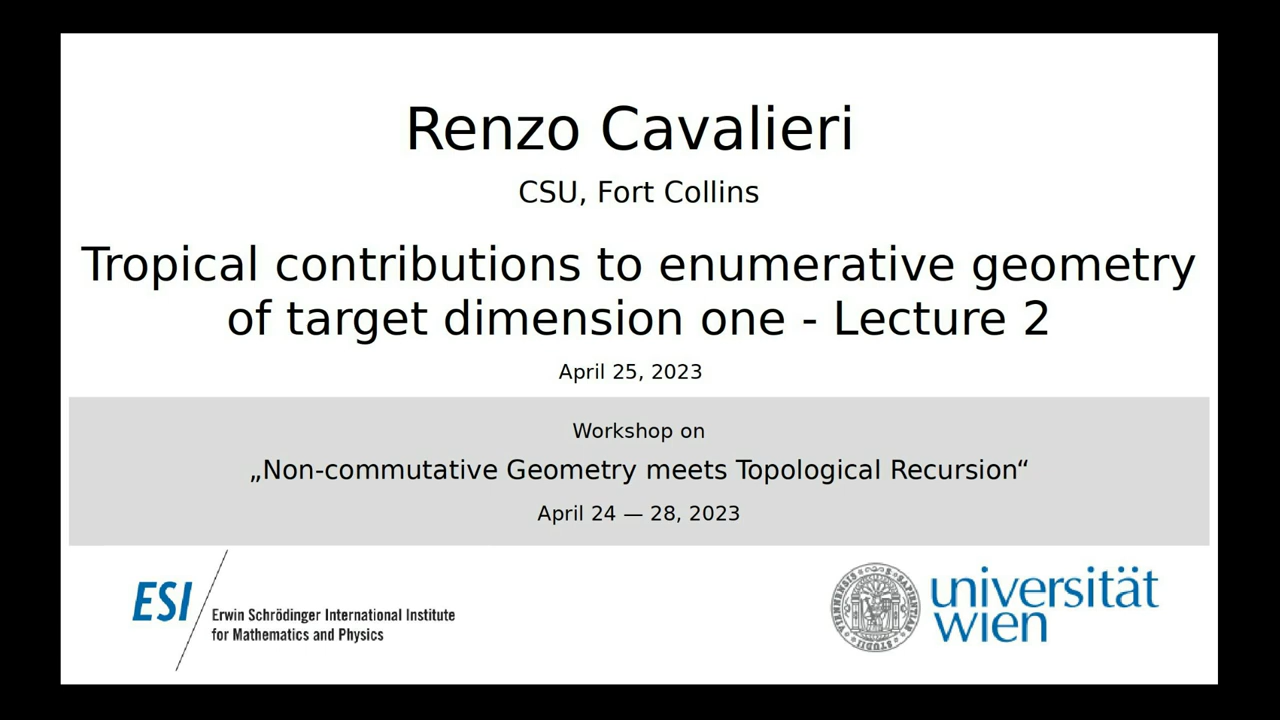 Renzo Cavalieri
CSU, Fort Collins
Tropical contributions to enumerative geometry
of target dimension one - Lecture 2
April 25, 2023
Workshop on
„Non-commutative Geometry meets Topological Recursion“
April 24 — 28, 2023
ESI
Erwin Schrödinger International Institute
for Mathematics and Physics
universität
wien